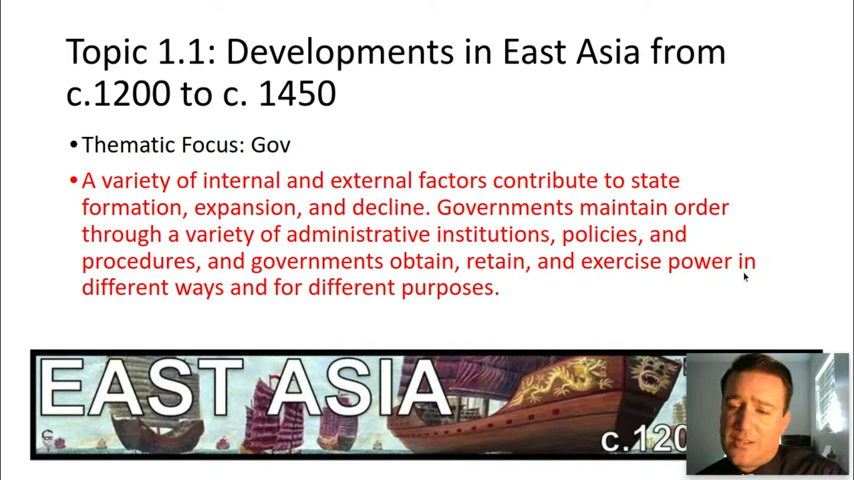 Topic 1.1: Developments in East Asia from
c.1200 to c. 1450
•Thematic Focus: Gov
•A variety of internal and external factors contribute to state
formation, expansion, and decline. Governments maintain order
through a variety of administrative institutions, policies, and
procedures, and governments obtain, retain, and exercise power in
different ways and for different purposes.
EAST ASIA
c.120